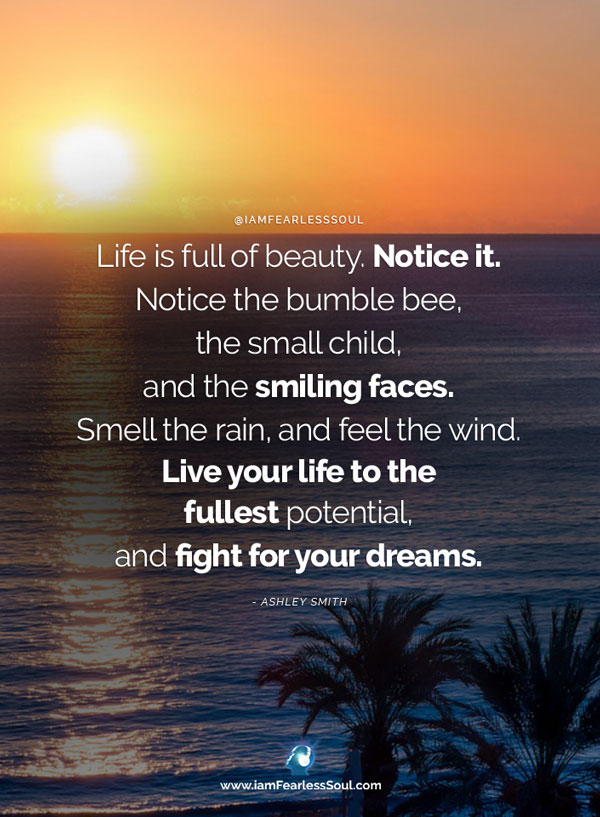 @IAMFEARLESSSOUL
Life is full of beauty. Notice it.
Notice the bumble bee,
the small child,
and the smiling faces.
Smell the rain, and feel the wind.
Live your life to the
fullest potential,
and fight for your dreams.
- ASHLEY SMITH
www.iamFearlessSoul.com